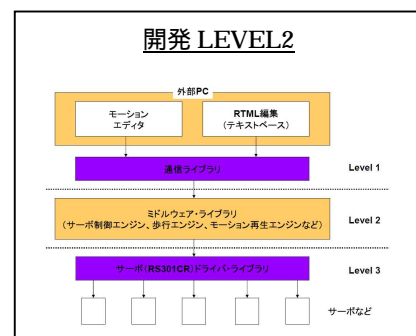 開発 LEVEL2
外部PC
モーション
エディタ
RTML編集
(テキストベース)
通信ライブラリ
Level 1
ミドルウェア・ライブラリ
(サーボ制御エンジン、歩行エンジン、モーション再生エンジンなど)
Level 2
サーボ(RS301CR)ドライバ・ライブラリ
Level 3
サーボなど